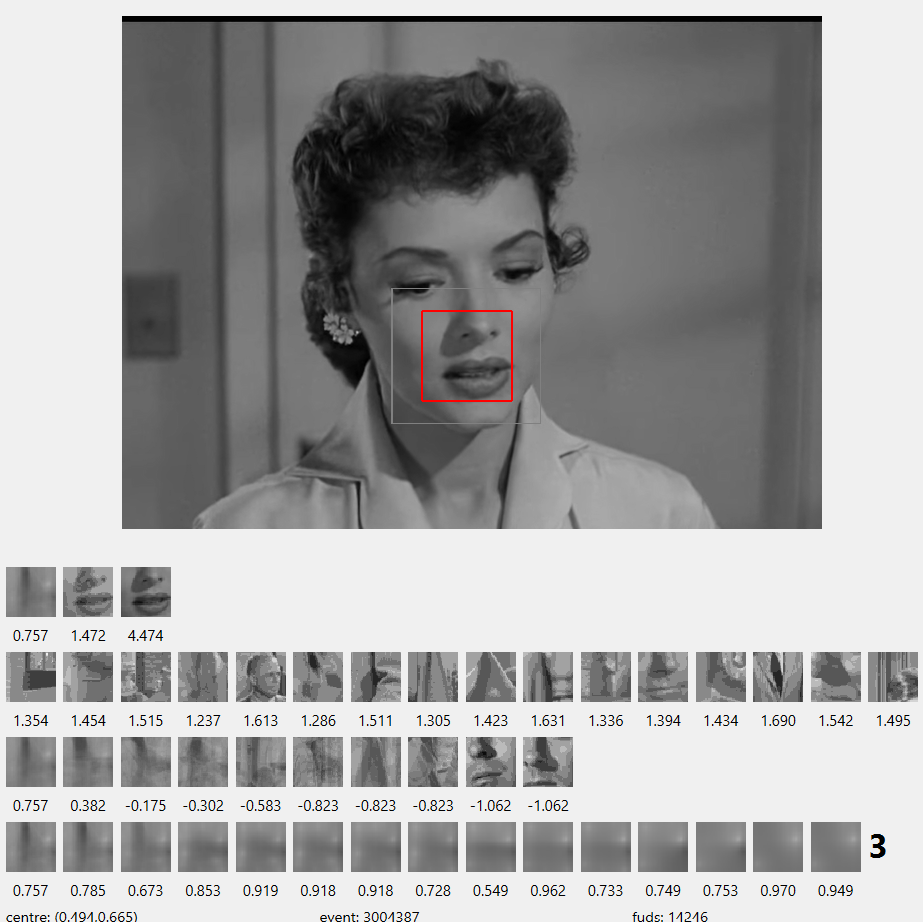 0.757 1.472 4.474
1.354 1.454 1.515 1.237 1.613 1.286 1.511 1.305 1.423 1.631 1.336 1.394 1.434 1.690 1.542 1.495
0.757 0.382 -0.175 -0.302 -0.583 -0.823 -0.823 -0.823 -1.062 -1.062
3
0.757 0.785 0.673 0.853 0.919 0.918 0.918 0.728 0.549 0.962 0.733 0.749 0.753 0.970 0.949
centre: (0.494,0.665) event: 3004387 fuds: 14246